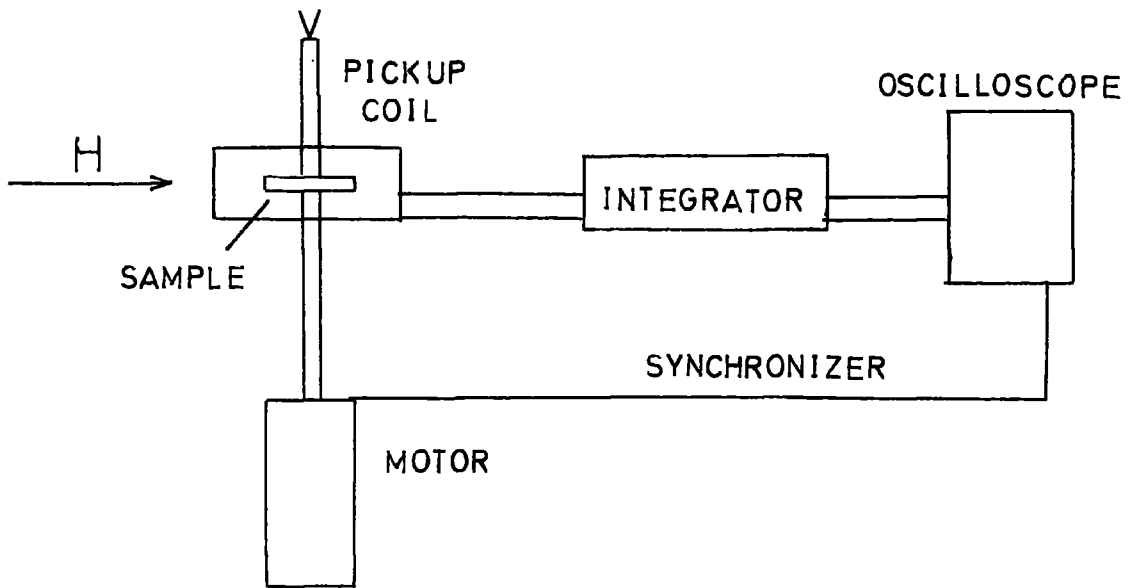 PICKUP
COIL
OSCILLOSCOPE
H
INTEGRATOR
SAMPLE
SYNCHRONIZER
MOTOR